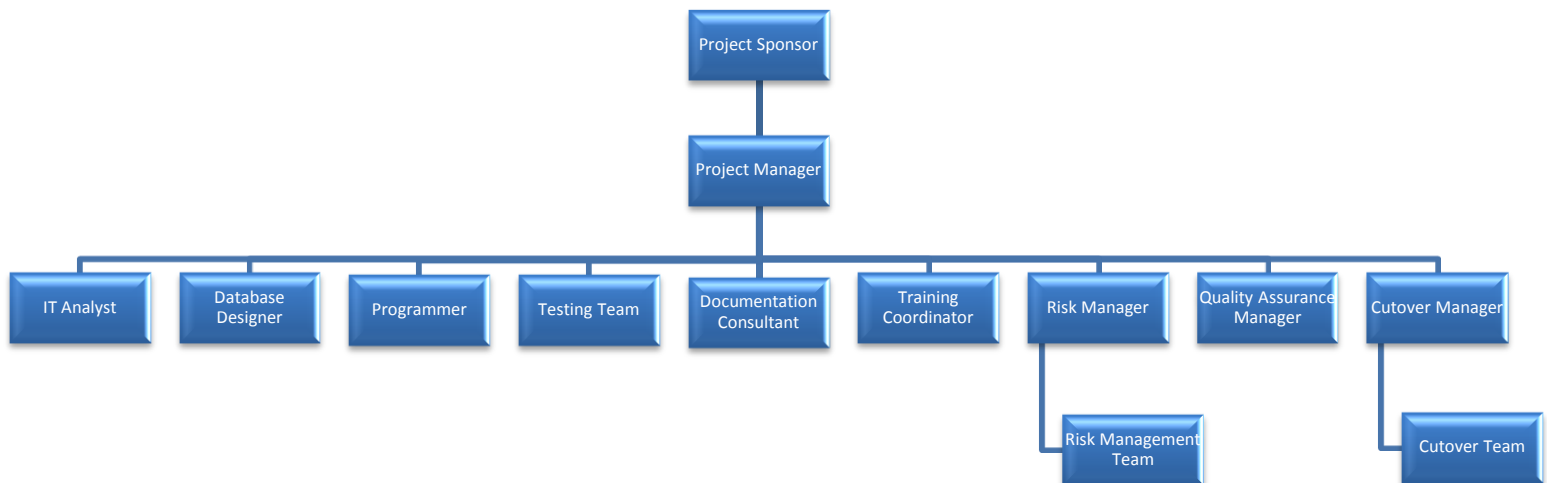 Project Sponsor
Project Manager
IT Analyst
Database
Designer
Programmer
Testing Team
Documentation
Consultant
Training
Coordinator
Risk Manager
Quality Assurance
Manager
Cutover Manager
Risk Management
Team
Cutover Team